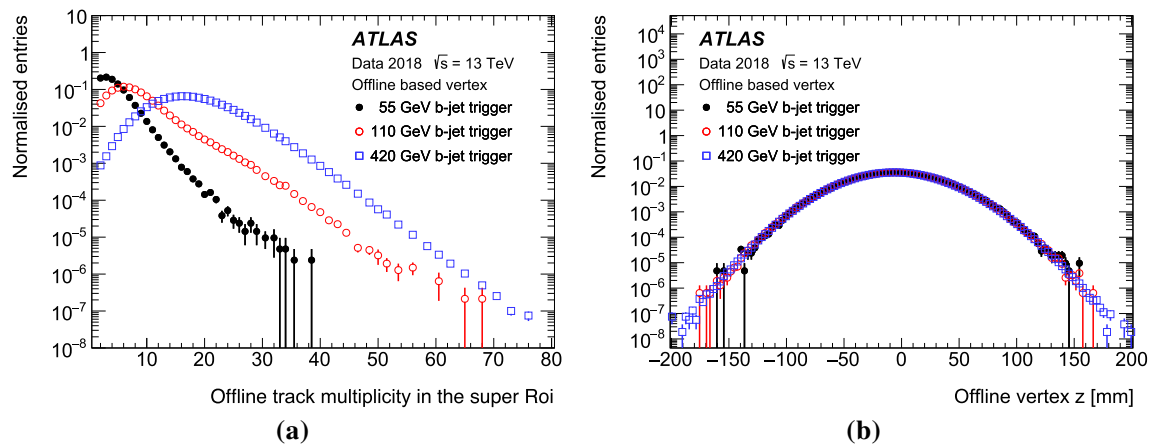 Normalised entries
10
1
10⁻¹
10⁻²
10⁻³
10⁻⁴
10⁻⁵
10⁻⁶
10⁻⁷
10⁻⁸
ATLAS
Data 2018 √s = 13 TeV
Offline based vertex
55 GeV b-jet trigger
110 GeV b-jet trigger
420 GeV b-jet trigger
10 20 30 40 50 60 70 80
Offline track multiplicity in the super Roi
(a)
Normalised entries
10⁴
10³
10²
10
1
10⁻¹
10⁻²
10⁻³
10⁻⁴
10⁻⁵
10⁻⁶
10⁻⁷
10⁻⁸
ATLAS
Data 2018 √s = 13 TeV
Offline based vertex
55 GeV b-jet trigger
110 GeV b-jet trigger
420 GeV b-jet trigger
−200 −150 −100 −50 0 50 100 150 200
Offline vertex z [mm]
(b)